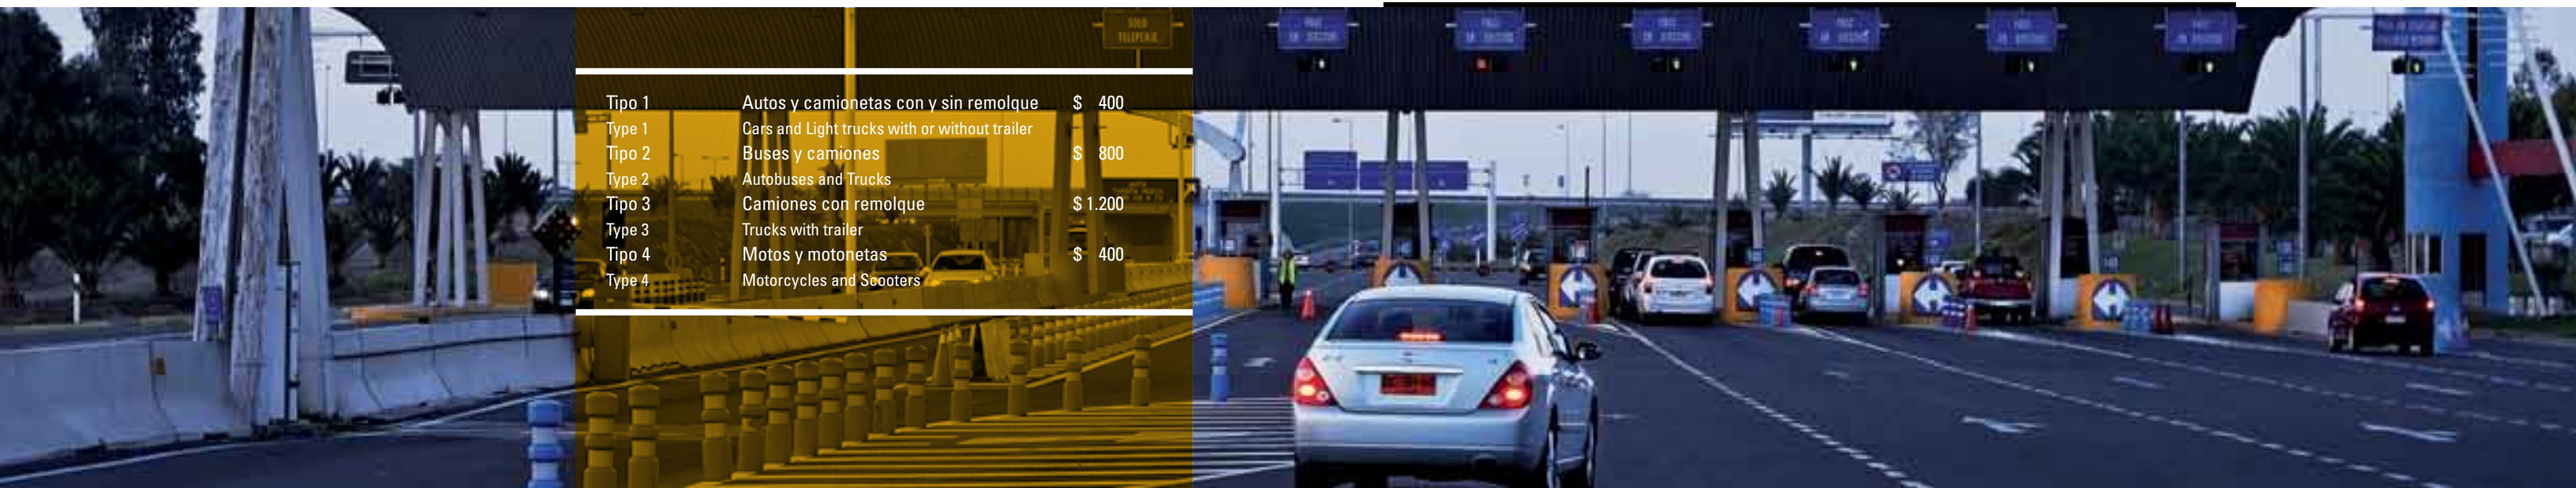 SOLO
TELEPEAJE
Tipo 1 Autos y camionetas con y sin remolque $ 400
Type 1 Cars and Light trucks with or without trailer
Tipo 2 Buses y camiones $ 800
Type 2 Autobuses and Trucks
Tipo 3 Camiones con remolque $ 1.200
Type 3 Trucks with trailer
Tipo 4 Motos y motonetas $ 400
Type 4 Motorcycles and Scooters